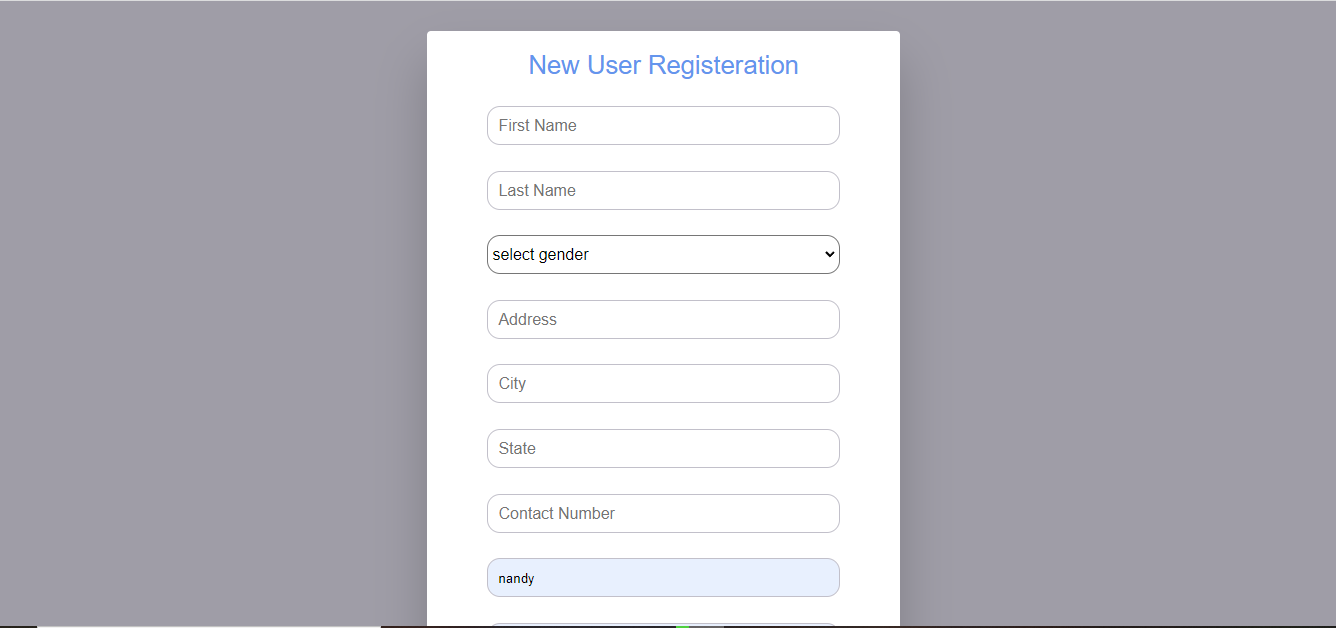 New User Registeration
First Name
Last Name
select gender
Address
City
State
Contact Number
nandy